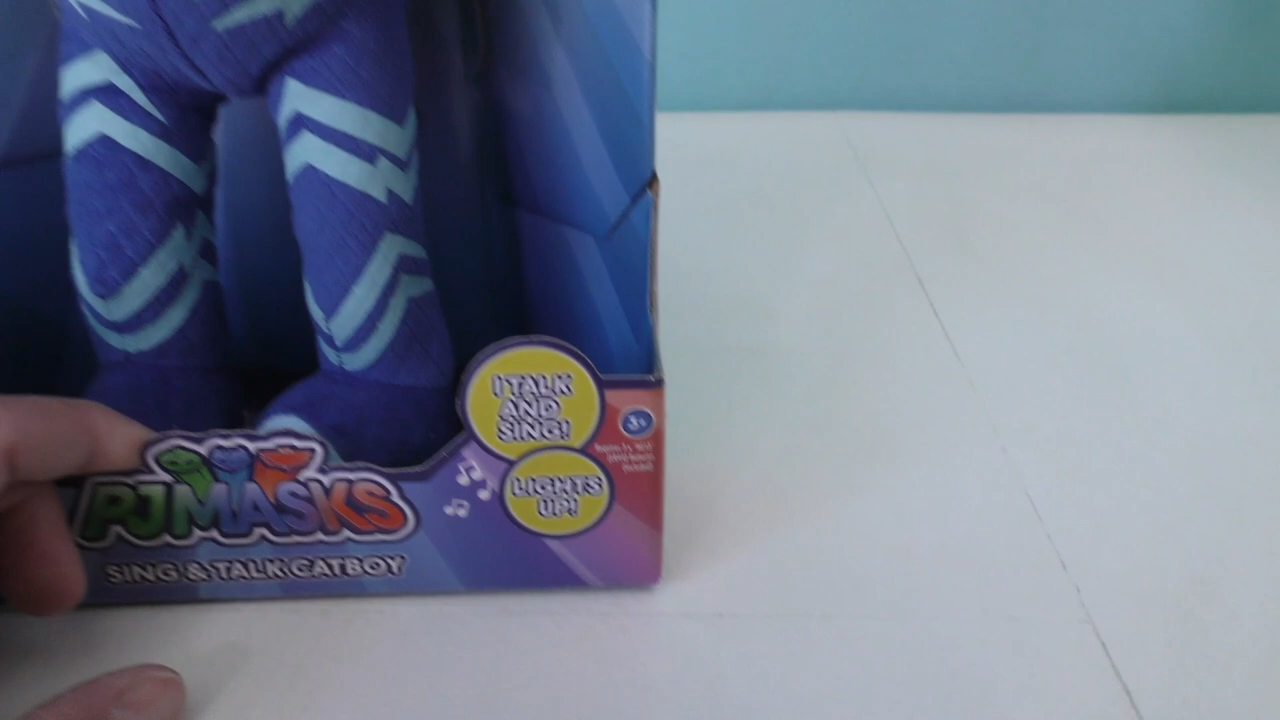 I TALK
AND
SING!
3+
LIGHTS
UP!
PJMASKS
SING & TALK CATBOY